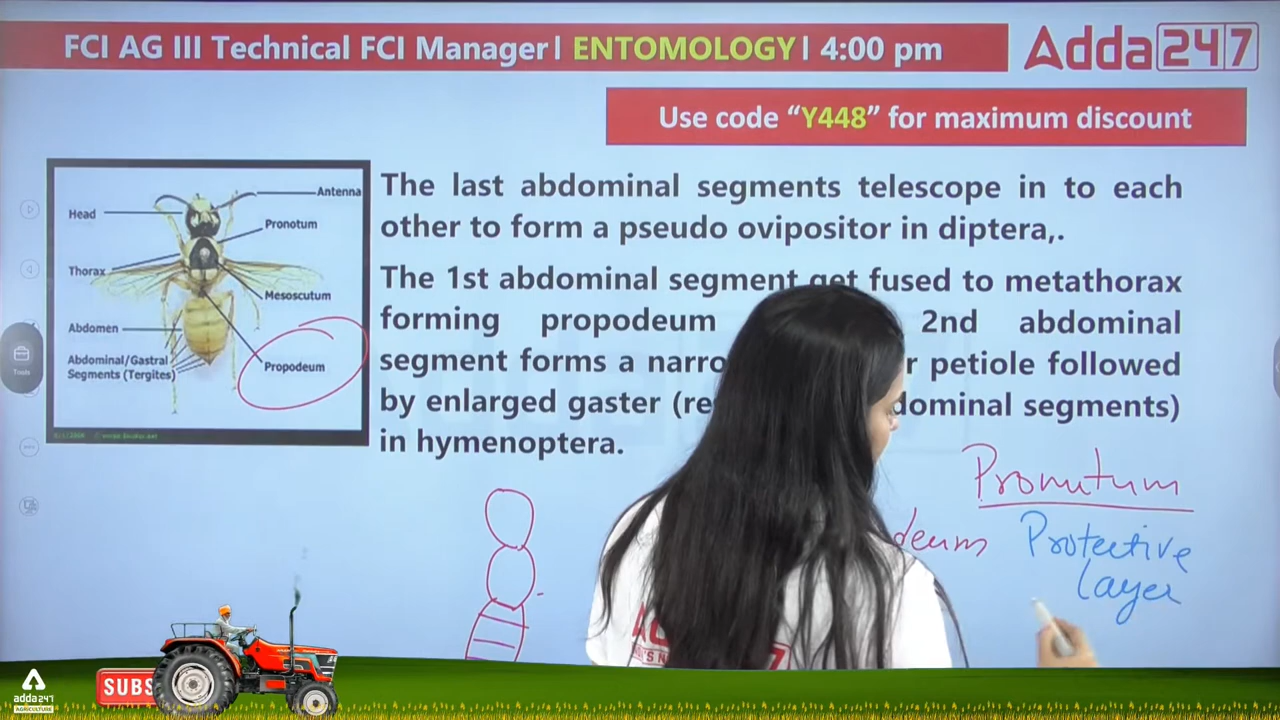 FCI AG III Technical FCI Manager| ENTOMOLOGY| 4:00 pm
Adda247
Use code “Y448” for maximum discount
Antenna
Head
Pronotum
Thorax
Mesoscutum
Abdomen
Abdominal/Gastral
Segments (Tergites)
Propodeum
The last abdominal segments telescope in to each
other to form a pseudo ovipositor in diptera,.
The 1st abdominal segment get fused to metathorax
forming propodeum 2nd abdominal
segment forms a narro r petiole followed
by enlarged gaster (re dominal segments)
in hymenoptera.
Pronutum
deum
Protective
layer
Tools
SUBS
adda247
AGRICULTURE